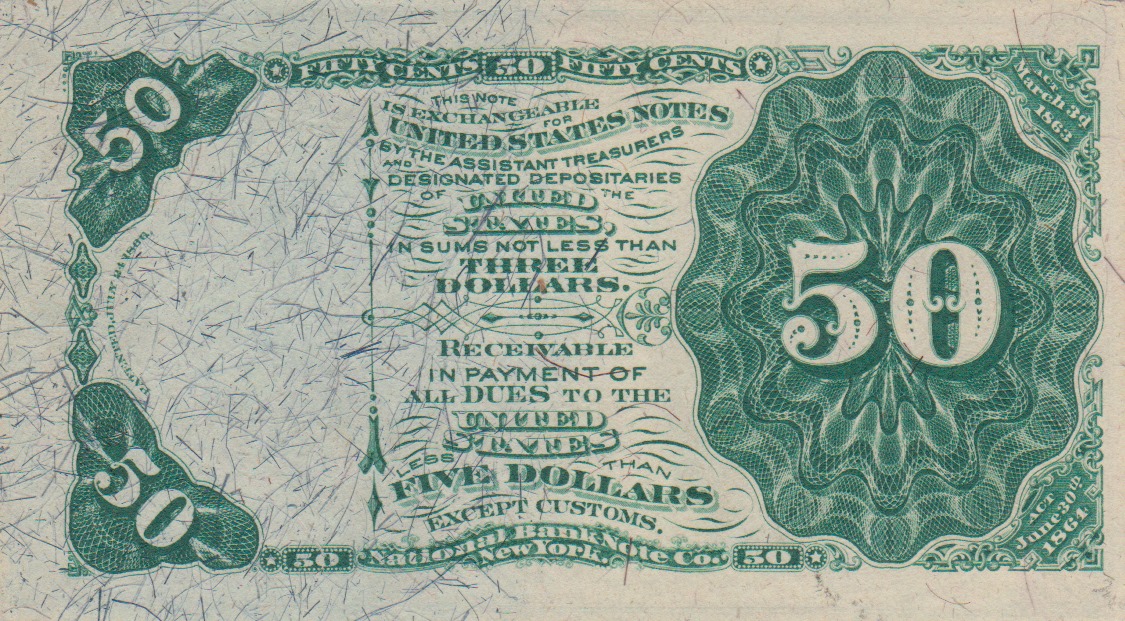 FIFTY CENTS 50 FIFTY CENTS
50
Act
March 3d
1863
THIS NOTE
IS EXCHANGEABLE
FOR
UNITED STATES NOTES
BY THE ASSISTANT TREASURERS
AND
DESIGNATED DEPOSITARIES
OF THE
UNITED
STATES,
IN SUMS NOT LESS THAN
THREE
DOLLARS.
50
RECEIVABLE
IN PAYMENT OF
ALL DUES TO THE
UNITED
STATES
LESS THAN
FIVE DOLLARS
EXCEPT CUSTOMS.
50
ACT
June 30th
1864
50 National Bank Note Co. 50
New York.